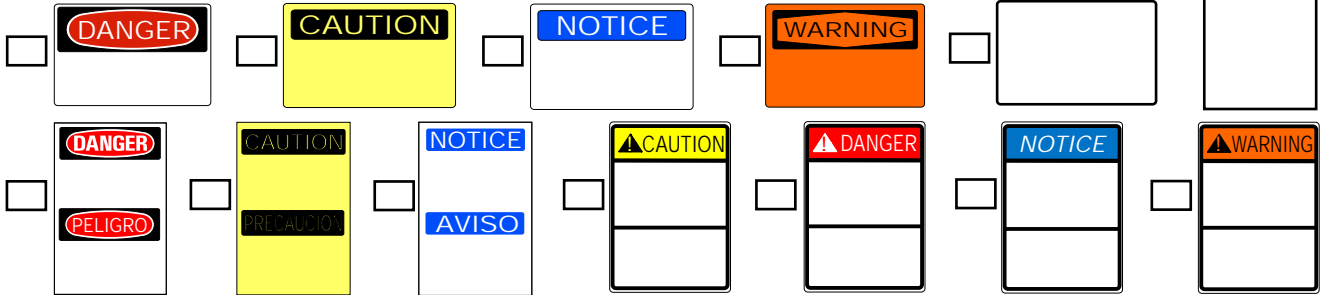 DANGER
CAUTION
NOTICE
WARNING
DANGER
PELIGRO
CAUTION
PRECAUCION
NOTICE
AVISO
CAUTION
DANGER
NOTICE
WARNING